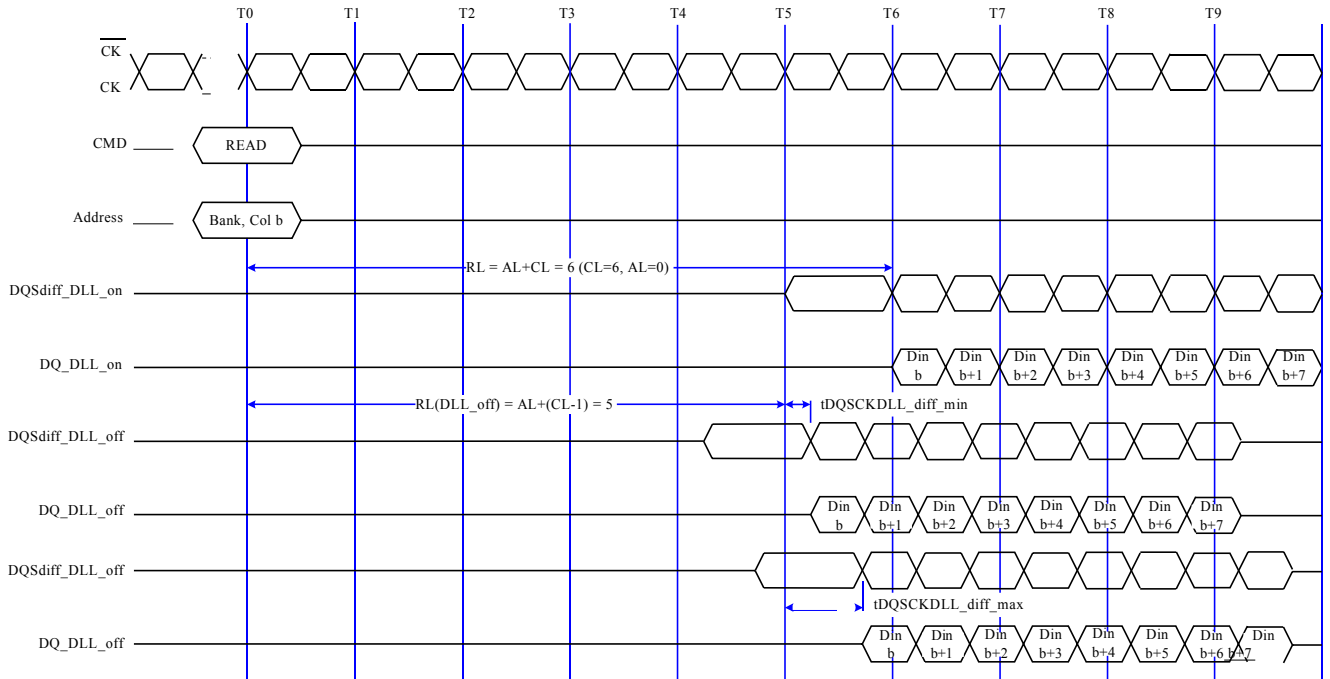 T0 T1 T2 T3 T4 T5 T6 T7 T8 T9
CK
CK
CMD READ
Address Bank, Col b
RL = AL+CL = 6 (CL=6, AL=0)
DQSdiff_DLL_on
DQ_DLL_on Din b Din b+1 Din b+2 Din b+3 Din b+4 Din b+5 Din b+6 Din b+7
RL(DLL_off) = AL+(CL-1) = 5 tDQSCKDLL_diff_min
DQSdiff_DLL_off
DQ_DLL_off Din b Din b+1 Din b+2 Din b+3 Din b+4 Din b+5 Din b+6 Din b+7
DQSdiff_DLL_off
tDQSCKDLL_diff_max
DQ_DLL_off Din b Din b+1 Din b+2 Din b+3 Din b+4 Din b+5 Din b+6 Din b+7